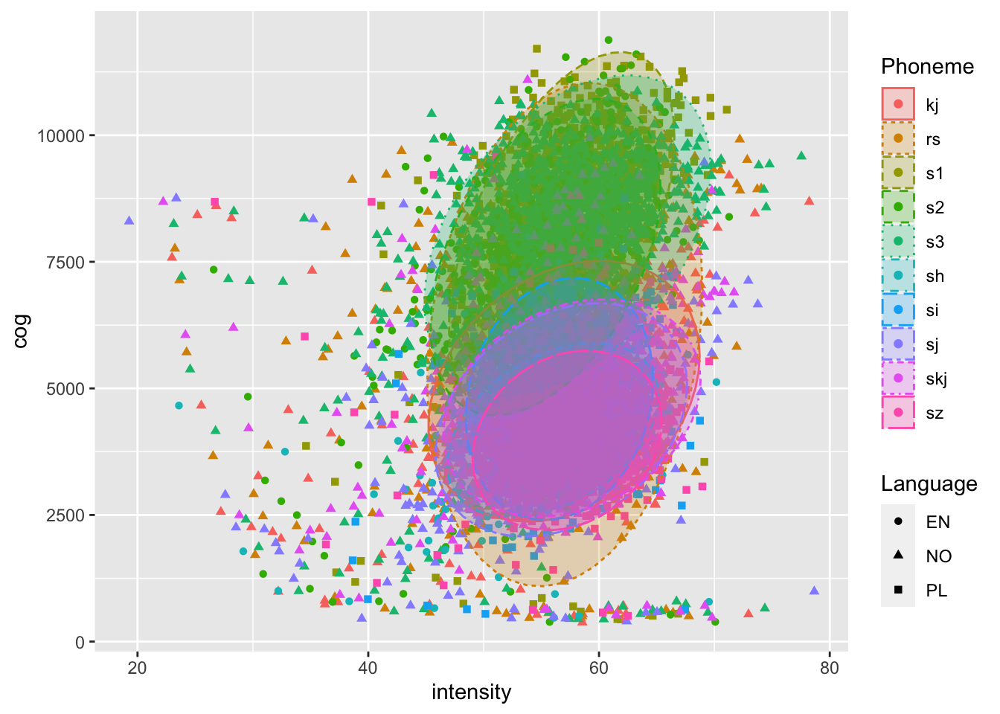 cog
10000
7500
5000
2500
0
20 40 60 80
intensity
Phoneme
kj
rs
s1
s2
s3
sh
si
sj
skj
sz
Language
EN
NO
PL